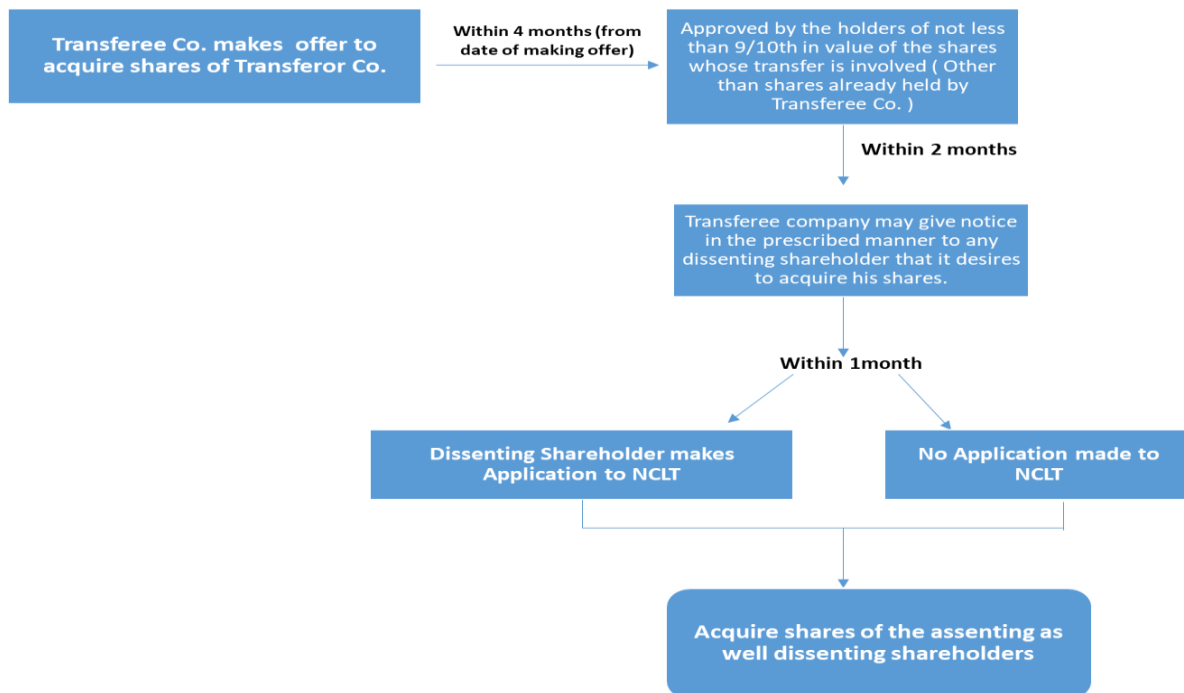 Transferee Co. makes offer to
acquire shares of Transferor Co.
Within 4 months (from
date of making offer)
Approved by the holders of not less
than 9/10th in value of the shares
whose transfer is involved ( Other
than shares already held by
Transferee Co. )
Within 2 months
Transferee company may give notice
in the prescribed manner to any
dissenting shareholder that it desires
to acquire his shares.
Within 1month
Dissenting Shareholder makes
Application to NCLT
No Application made to
NCLT
Acquire shares of the assenting as
well dissenting shareholders